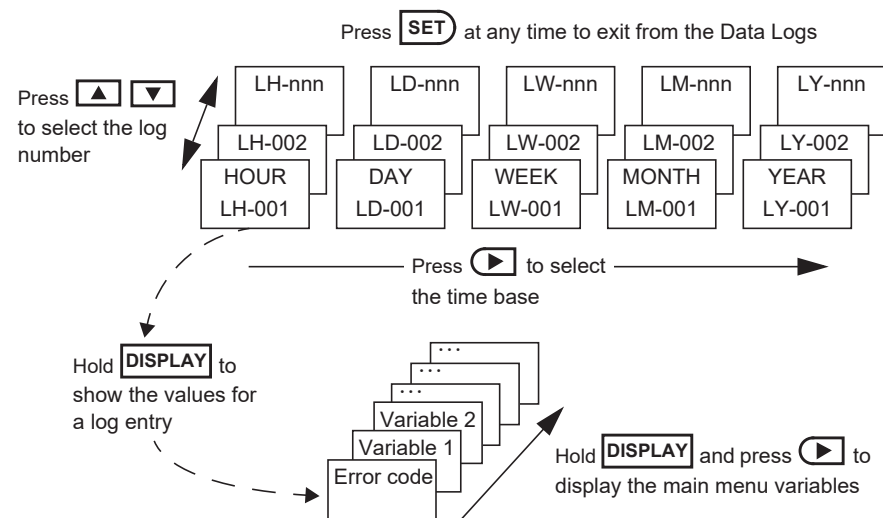 Press SET at any time to exit from the Data Logs
Press ▲ ▼
to select the log
number
LH-nnn LD-nnn LW-nnn LM-nnn LY-nnn
LH-002 LD-002 LW-002 LM-002 LY-002
HOUR DAY WEEK MONTH YEAR
LH-001 LD-001 LW-001 LM-001 LY-001
Press ▶ to select
the time base
Hold DISPLAY to
show the values for
a log entry
...
...
...
Variable 2
Variable 1
Error code
Hold DISPLAY and press ▶ to
display the main menu variables